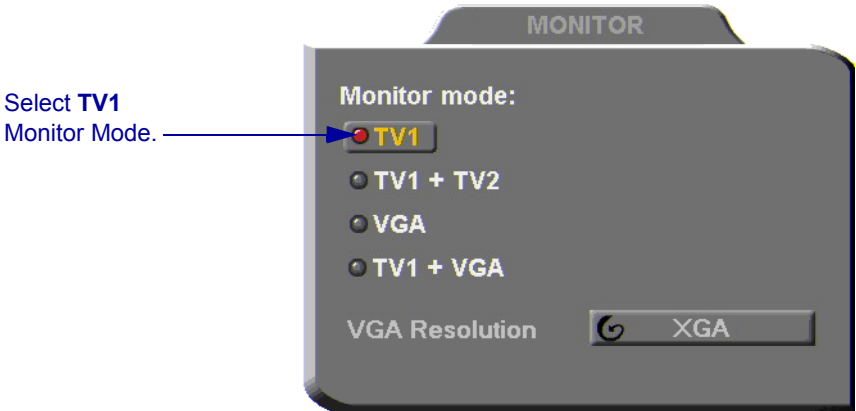 MONITOR
Select TV1
Monitor Mode.
Monitor mode:
TV1
TV1 + TV2
VGA
TV1 + VGA
VGA Resolution
XGA